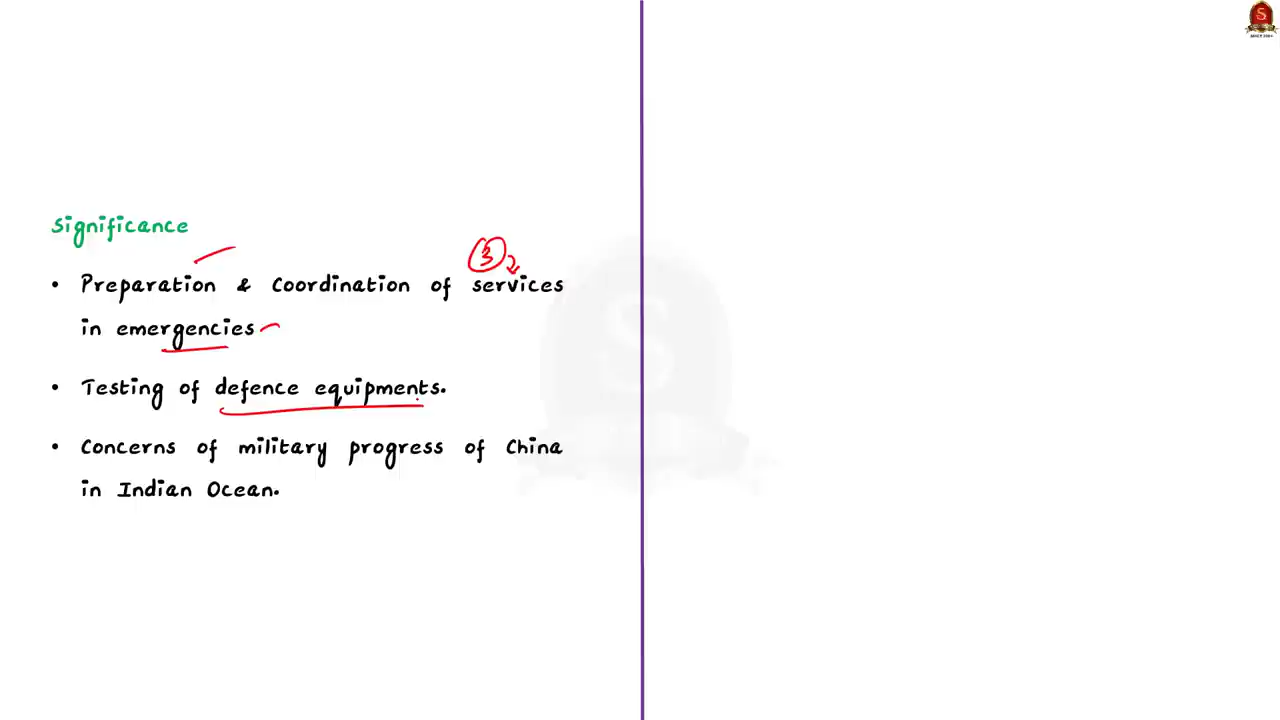 Significance
③
• Preparation & Coordination of services
in emergencies
• Testing of defence equipments.
• Concerns of military progress of China
in Indian Ocean.
S
S